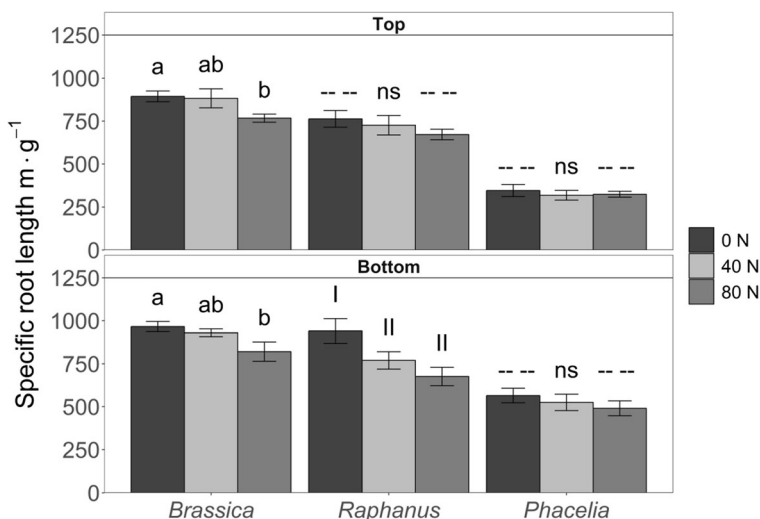 Top
1250
1000
750
500
250
0
a ab b
-- -- ns -- --
-- -- ns -- --
Specific root length m · g⁻¹
Bottom
1250
1000
750
500
250
0
a ab b
I II II
-- -- ns -- --
Brassica Raphanus Phacelia
0 N
40 N
80 N